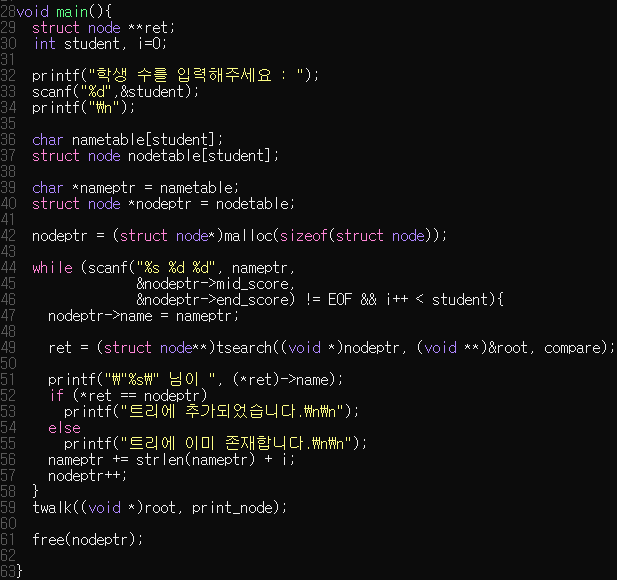 28 void main(){
29   struct node **ret;
30   int student, i=0;
31
32   printf("학생 수를 입력해주세요 : ");
33   scanf("%d",&student);
34   printf("₩n");
35
36   char nametable[student];
37   struct node nodetable[student];
38
39   char *nameptr = nametable;
40   struct node *nodeptr = nodetable;
41
42   nodeptr = (struct node*)malloc(sizeof(struct node));
43
44   while (scanf("%s %d %d", nameptr,
45                &nodeptr->mid_score,
46                &nodeptr->end_score) != EOF && i++ < student){
47     nodeptr->name = nameptr;
48
49     ret = (struct node**)tsearch((void *)nodeptr, (void **)&root, compare);
50
51     printf("₩"%s₩" 님이 ", (*ret)->name);
52     if (*ret == nodeptr)
53       printf("트리에 추가되었습니다.₩n₩n");
54     else
55       printf("트리에 이미 존재합니다.₩n₩n");
56     nameptr += strlen(nameptr) + i;
57     nodeptr++;
58   }
59   twalk((void *)root, print_node);
60
61   free(nodeptr);
62
63 }